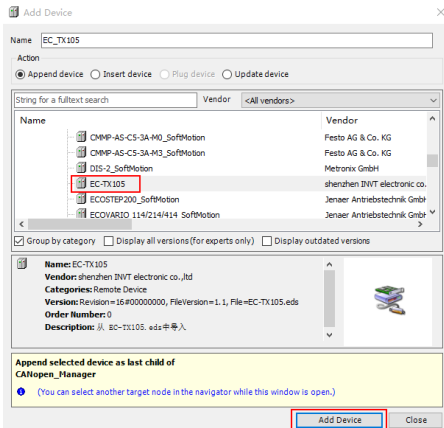 Add Device
Name EC_TX105
Action
Append device Insert device Plug device Update device
String for a fulltext search Vendor <All vendors>
Name Vendor
CMMP-AS-C5-3A-M0_SoftMotion Festo AG & Co. KG
CMMP-AS-C5-3A-M3_SoftMotion Festo AG & Co. KG
DIS-2_SoftMotion Metronix GmbH
EC-TX105 shenzhen INVT electronic co.
ECOSTEP200_SoftMotion Jenaer Antriebstechnik GmbH
ECOVARIO 114/214/414 SoftMotion Jenaer Antriebstechnik GmbH
Group by category Display all versions (for experts only) Display outdated versions
Name: EC-TX105
Vendor: shenzhen INVT electronic co.,ltd
Categories: Remote Device
Version: Revision=16#00000000, FileVersion=1.1, File=EC-TX105.eds
Order Number: 0
Description: 从 EC-TX105.eds中导入
Append selected device as last child of
CANopen_Manager
(You can select another target node in the navigator while this window is open.)
Add Device Close